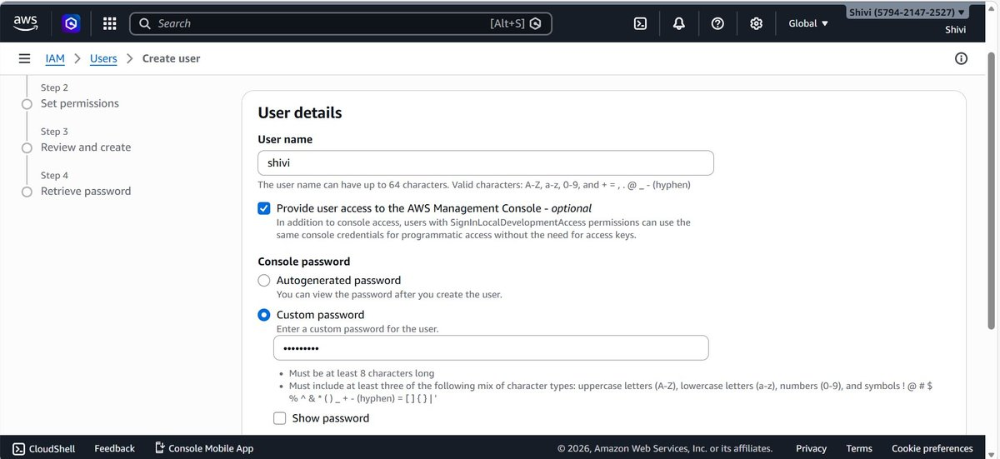 aws
Search
[Alt+S]
Global
Shivi (5794-2147-2527)
Shivi
IAM
Users
Create user
Step 2
Set permissions
Step 3
Review and create
Step 4
Retrieve password
User details
User name
shivi
The user name can have up to 64 characters. Valid characters: A-Z, a-z, 0-9, and + = , . @ _ - (hyphen)
Provide user access to the AWS Management Console - optional
In addition to console access, users with SignInLocalDevelopmentAccess permissions can use the
same console credentials for programmatic access without the need for access keys.
Console password
Autogenerated password
You can view the password after you create the user.
Custom password
Enter a custom password for the user.
•••••••••
• Must be at least 8 characters long
• Must include at least three of the following mix of character types: uppercase letters (A-Z), lowercase letters (a-z), numbers (0-9), and symbols ! @ # $
% ^ & * ( ) _ + - (hyphen) = [ ] { } | '
Show password
CloudShell
Feedback
Console Mobile App
© 2026, Amazon Web Services, Inc. or its affiliates.
Privacy
Terms
Cookie preferences